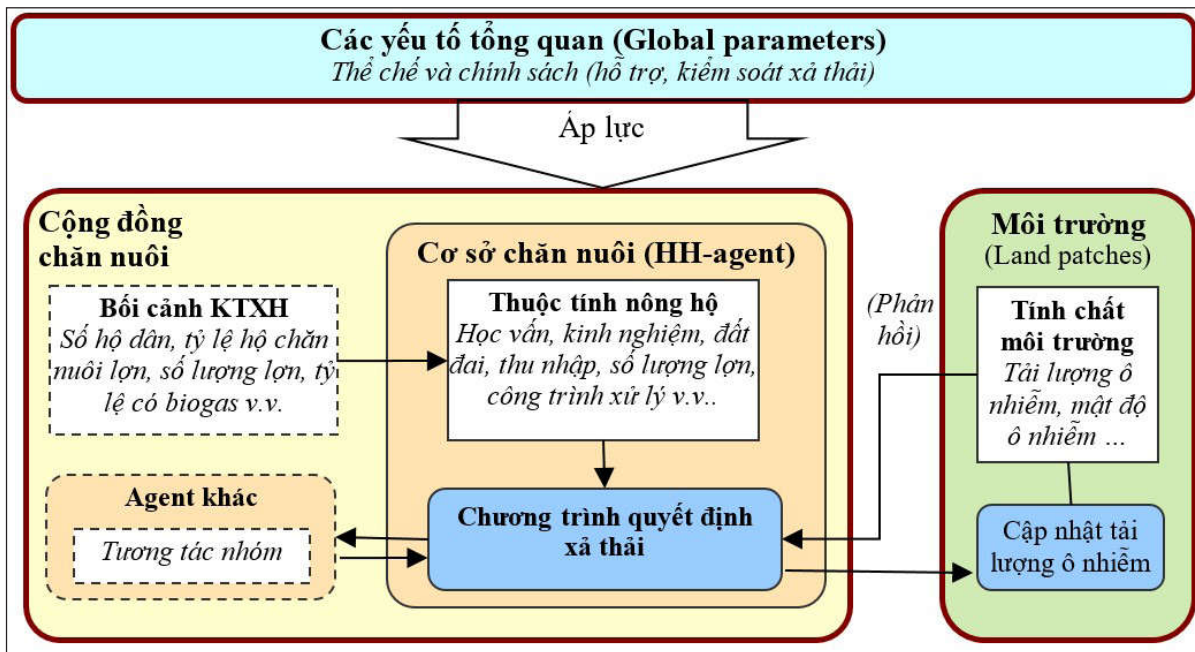 Các yếu tố tổng quan (Global parameters)
Thể chế và chính sách (hỗ trợ, kiểm soát xả thải)
Áp lực
Cộng đồng
chăn nuôi
Bối cảnh KTXH
Số hộ dân, tỷ lệ hộ chăn
nuôi lợn, số lượng lợn, tỷ
lệ có biogas v.v.
Agent khác
Tương tác nhóm
Cơ sở chăn nuôi (HH-agent)
Thuộc tính nông hộ
Học vấn, kinh nghiệm, đất
đai, thu nhập, số lượng lợn,
công trình xử lý v.v..
Chương trình quyết định
xả thải
(Phản
hồi)
Môi trường
(Land patches)
Tính chất
môi trường
Tải lượng ô
nhiễm, mật độ
ô nhiễm ...
Cập nhật tải
lượng ô nhiễm